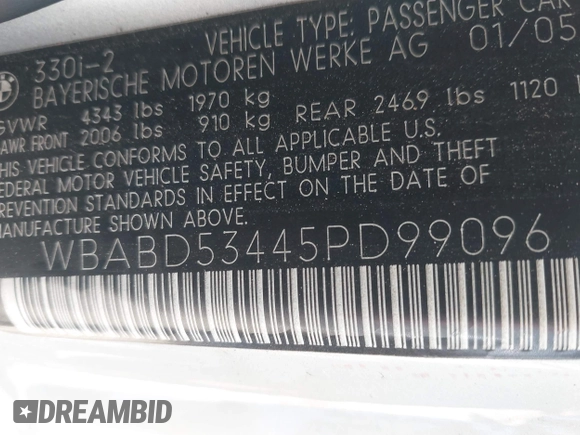 330i-2 VEHICLE TYPE: PASSENGER CAR
BAYERISCHE MOTOREN WERKE AG 01/05
GVWR 4343 lbs 1970 kg
GAWR FRONT 2006 lbs 910 kg REAR 2469 lbs 1120
THIS VEHICLE CONFORMS TO ALL APPLICABLE U.S.
FEDERAL MOTOR VEHICLE SAFETY, BUMPER AND THEFT
PREVENTION STANDARDS IN EFFECT ON THE DATE OF
MANUFACTURE SHOWN ABOVE.
WBABD53445PD99096
DREAMBID